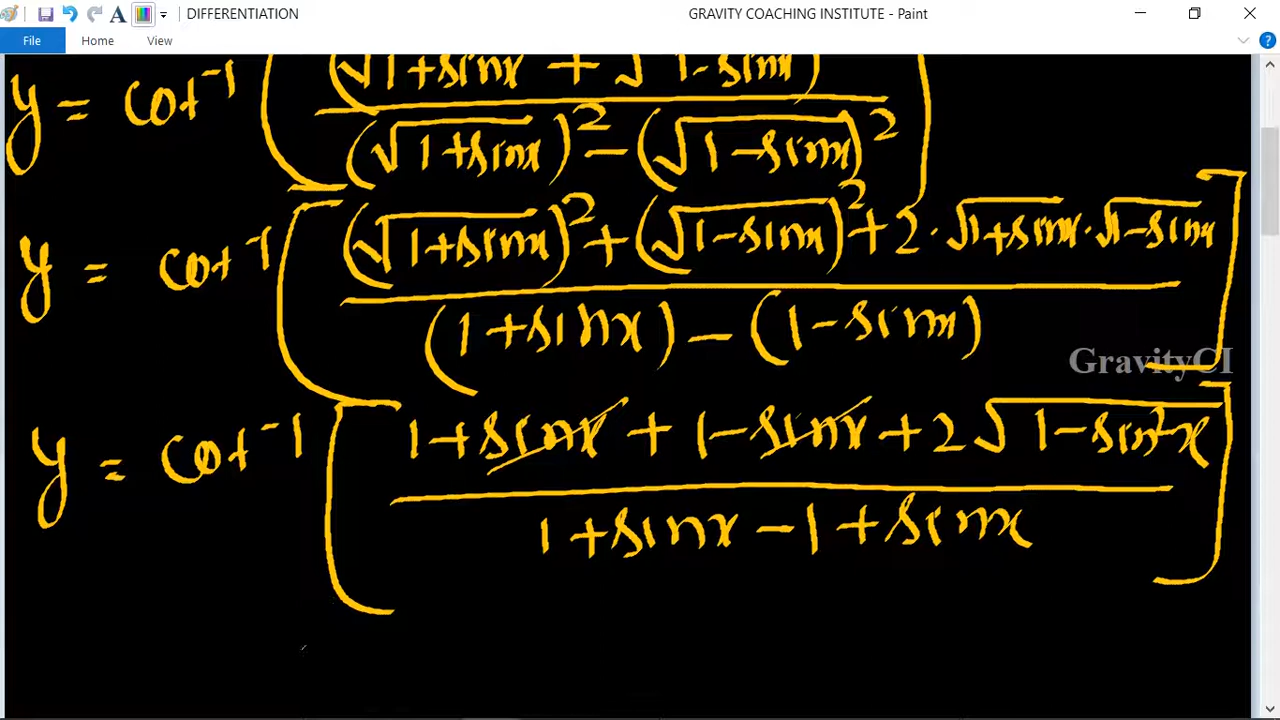 DIFFERENTIATION GRAVITY COACHING INSTITUTE - Paint
File Home View
y = cot⁻¹ ( (√1+sinx + √1-sinx)²
(√1+sinx)² - (√1-sinx)² ]
y = cot⁻¹ [ (√1+sinx)² + (√1-sinx)² + 2·√1+sinx·√1-sinx ]
(1+sinx) - (1-sinx)
GravityCI
y = cot⁻¹ [ 1+sinx + 1-sinx + 2√1-sin²x ]
1+sinx-1+sinx